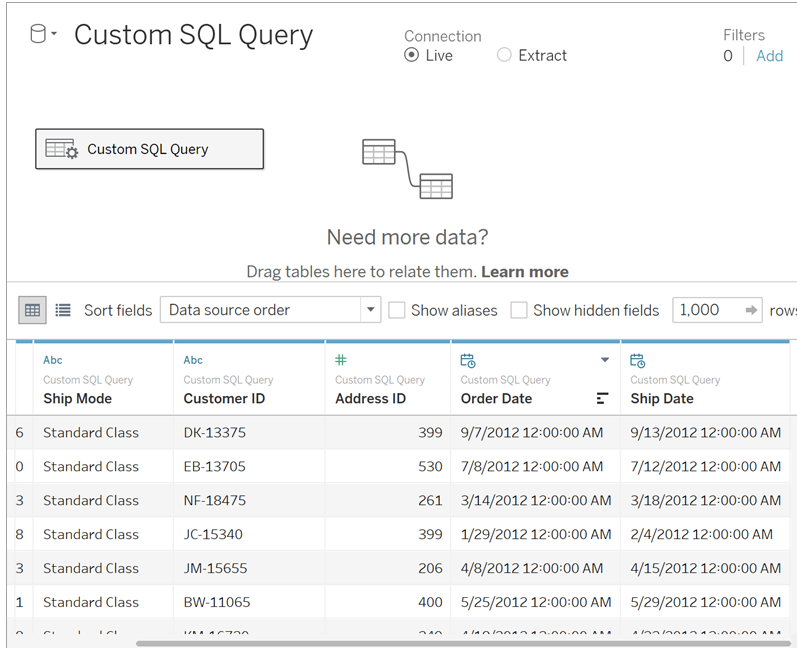 Custom SQL Query
Connection
Live Extract
Filters
0 Add
Custom SQL Query
Need more data?
Drag tables here to relate them. Learn more
Sort fields Data source order Show aliases Show hidden fields 1,000 rows
Abc Abc #
Custom SQL Query Custom SQL Query Custom SQL Query Custom SQL Query Custom SQL Query
Ship Mode Customer ID Address ID Order Date Ship Date
6 Standard Class DK-13375 399 9/7/2012 12:00:00 AM 9/13/2012 12:00:00 AM
0 Standard Class EB-13705 530 7/8/2012 12:00:00 AM 7/12/2012 12:00:00 AM
3 Standard Class NF-18475 261 3/14/2012 12:00:00 AM 3/18/2012 12:00:00 AM
8 Standard Class JC-15340 399 1/29/2012 12:00:00 AM 2/4/2012 12:00:00 AM
3 Standard Class JM-15655 206 4/8/2012 12:00:00 AM 4/15/2012 12:00:00 AM
1 Standard Class BW-11065 400 5/25/2012 12:00:00 AM 5/29/2012 12:00:00 AM